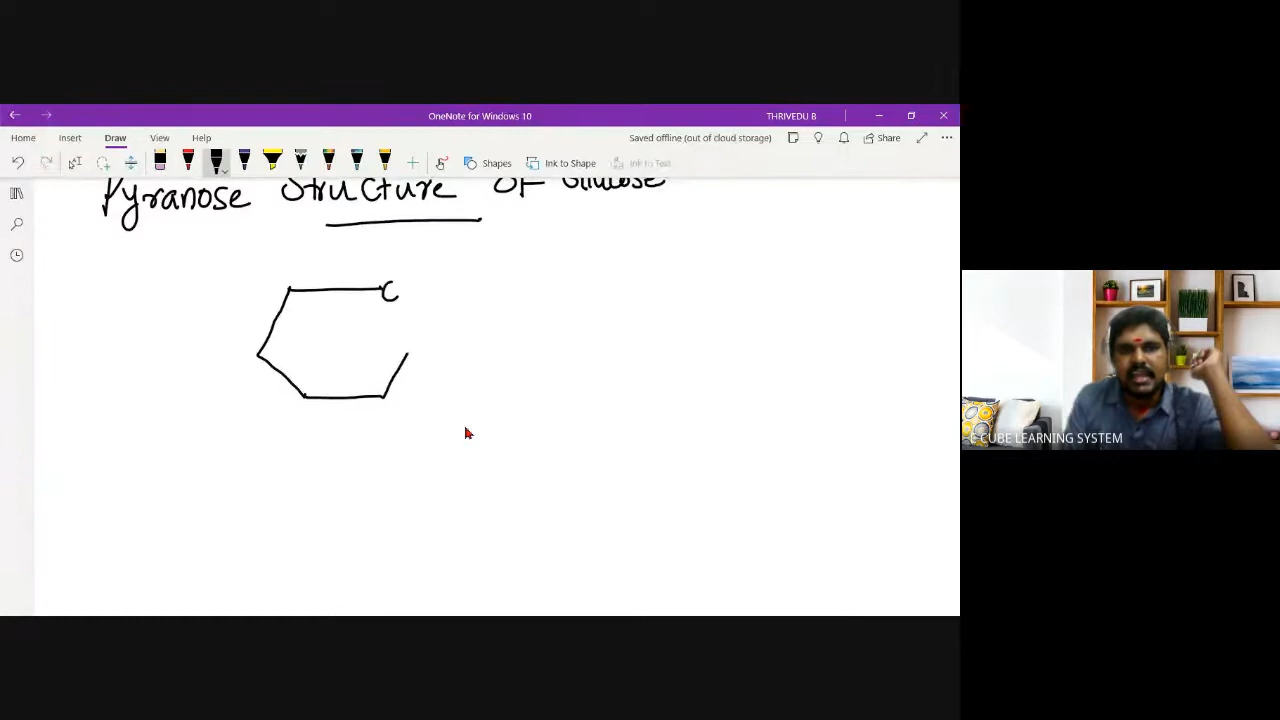 OneNote for Windows 10
THRIVEDU B
Home Insert Draw View Help
Saved offline (out of cloud storage)
Share
Shapes Ink to Shape Ink to Text
Pyranose Structure OF Glucose
C
E CUBE LEARNING SYSTEM